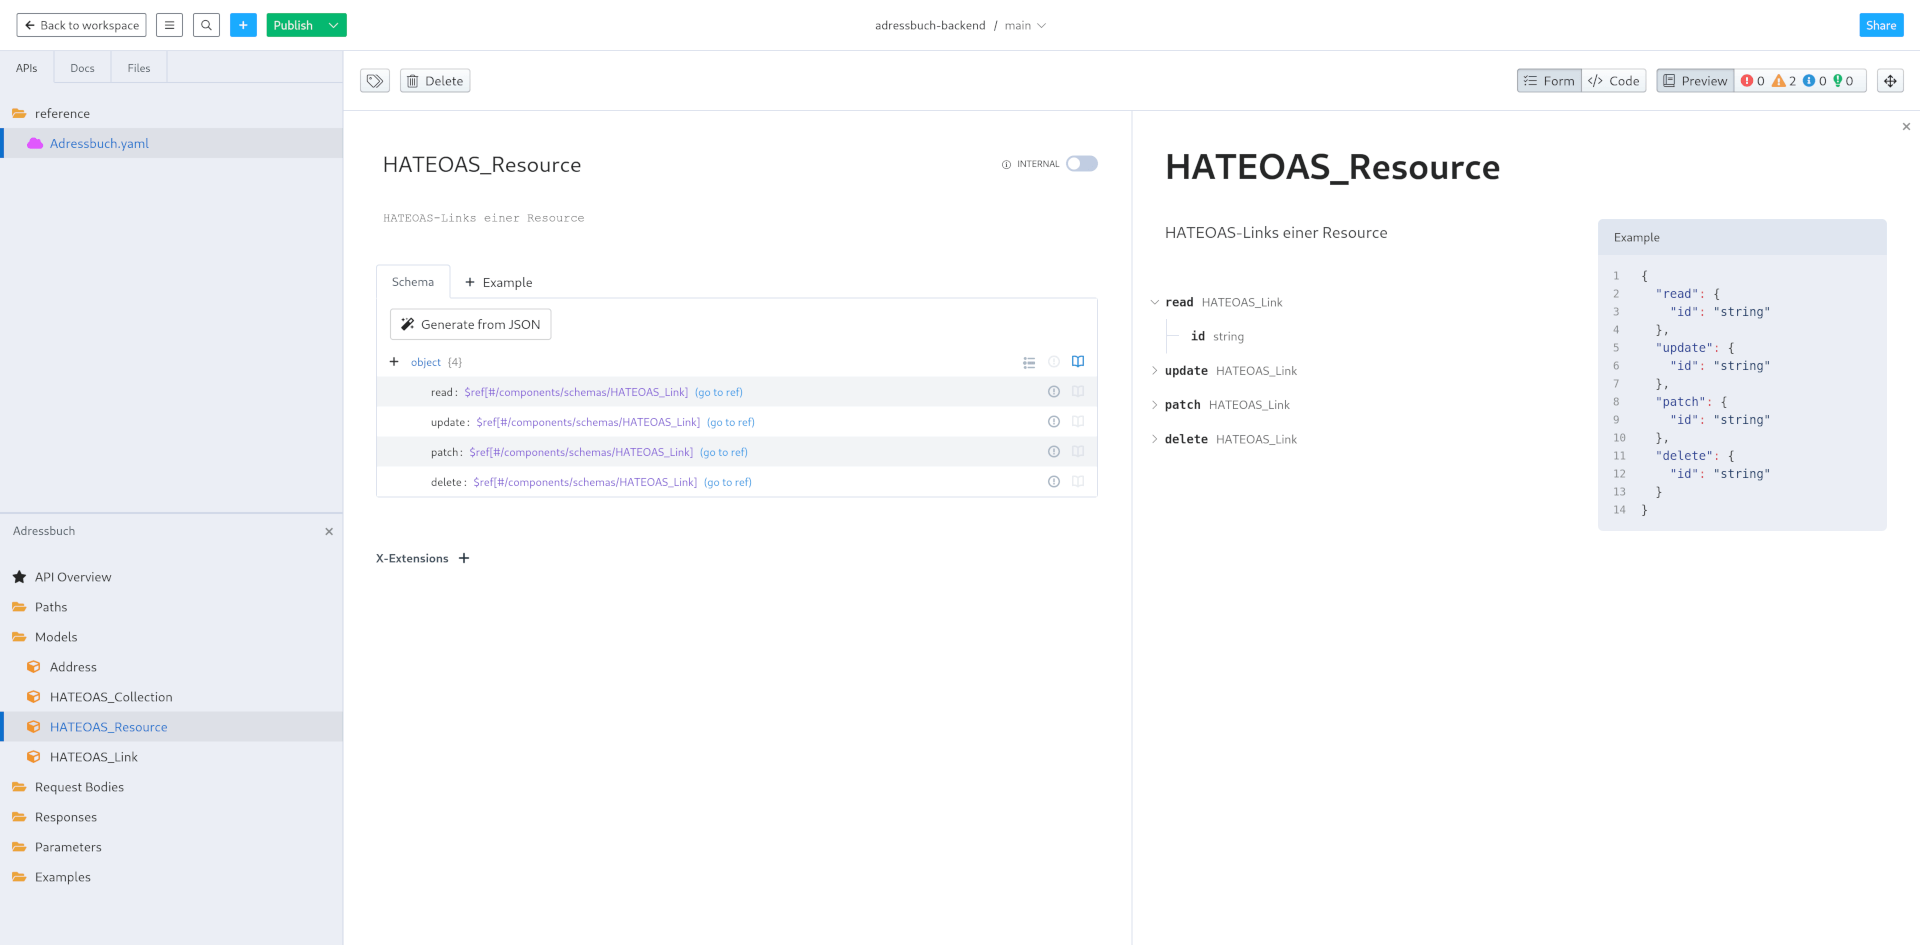 Back to workspace
Publish
adressbuch-backend / main
Share
APIs Docs Files
reference
Adressbuch.yaml
Delete
Form </> Code Preview 0 2 0 0
HATEOAS_Resource
INTERNAL
HATEOAS-Links einer Resource
Schema + Example
Generate from JSON
+ object {4}
read : $ref[#/components/schemas/HATEOAS_Link] (go to ref)
update : $ref[#/components/schemas/HATEOAS_Link] (go to ref)
patch : $ref[#/components/schemas/HATEOAS_Link] (go to ref)
delete : $ref[#/components/schemas/HATEOAS_Link] (go to ref)
X-Extensions +
HATEOAS_Resource
HATEOAS-Links einer Resource
read HATEOAS_Link
id string
update HATEOAS_Link
patch HATEOAS_Link
delete HATEOAS_Link
Example
1 {
2 "read": {
3 "id": "string"
4 },
5 "update": {
6 "id": "string"
7 },
8 "patch": {
9 "id": "string"
10 },
11 "delete": {
12 "id": "string"
13 }
14 }
Adressbuch
API Overview
Paths
Models
Address
HATEOAS_Collection
HATEOAS_Resource
HATEOAS_Link
Request Bodies
Responses
Parameters
Examples